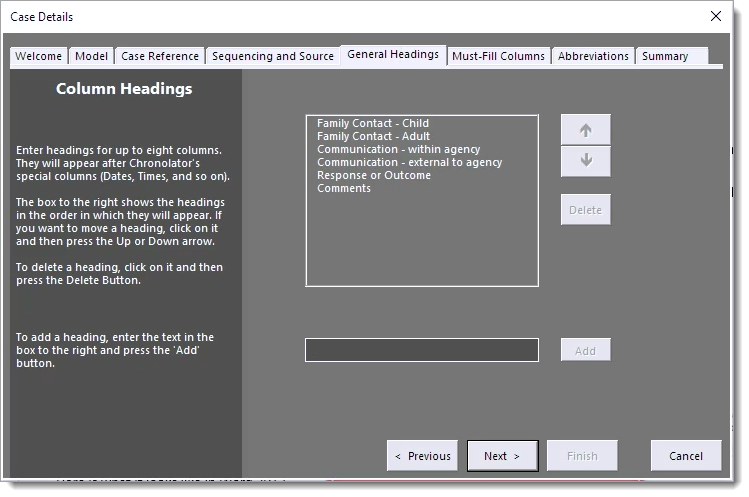 Case Details
Welcome
Model
Case Reference
Sequencing and Source
General Headings
Must-Fill Columns
Abbreviations
Summary
Column Headings
Enter headings for up to eight columns.
They will appear after Chronolator's
special columns (Dates, Times, and so on).
The box to the right shows the headings
in the order in which they will appear. If
you want to move a heading, click on it
and then press the Up or Down arrow.
To delete a heading, click on it and then
press the Delete Button.
To add a heading, enter the text in the
box to the right and press the 'Add'
button.
Family Contact - Child
Family Contact - Adult
Communication - within agency
Communication - external to agency
Response or Outcome
Comments
Delete
Add
< Previous
Next >
Finish
Cancel